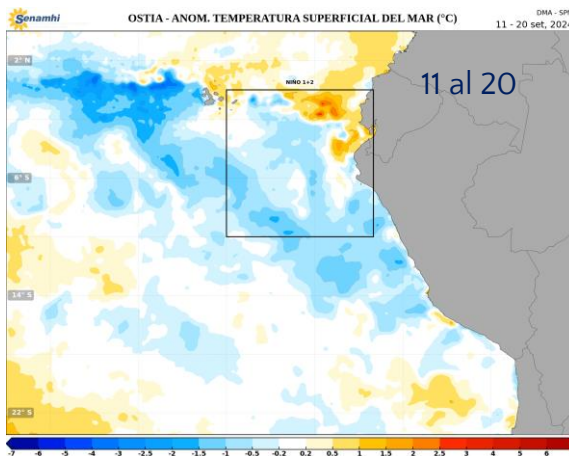 Senamhi
OSTIA - ANOM. TEMPERATURA SUPERFICIAL DEL MAR (°C)
DMA - SPM
11 - 20 set, 2024
11 al 20
2° N
NIÑO 1+2
6° S
14° S
22° S
-7 -6 -5 -4 -3 -2.5 -2 -1.5 -1 -0.5 -0.2 0.2 0.5 1 1.5 2 2.5 3 4 5 6